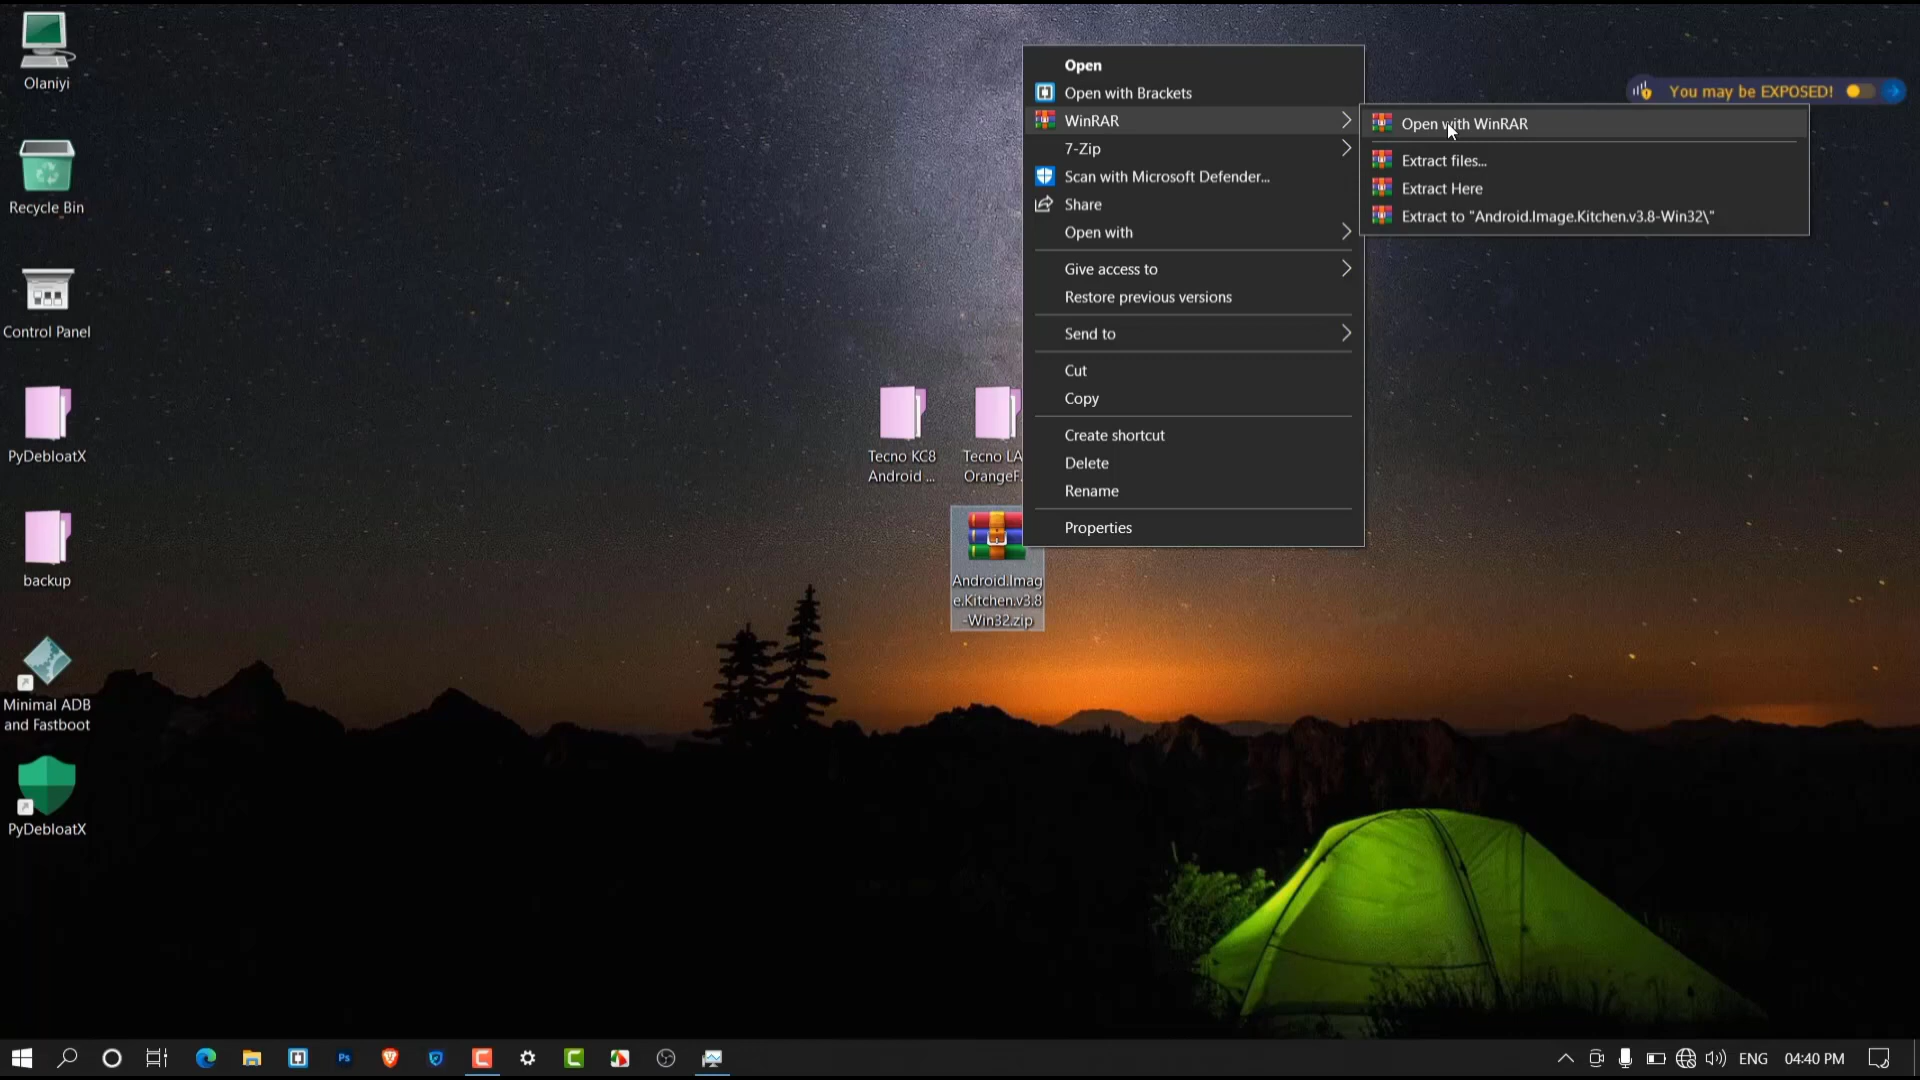 Olaniyi
Recycle Bin
Control Panel
PyDebloatX
backup
Minimal ADB
and Fastboot
PyDebloatX
Tecno KC8
Android ...
Tecno LA
OrangeF.
Android.Imag
e.Kitchen.v3.8
-Win32.zip
Open
Open with Brackets
WinRAR
7-Zip
Scan with Microsoft Defender...
Share
Open with
Give access to
Restore previous versions
Send to
Cut
Copy
Create shortcut
Delete
Rename
Properties
You may be EXPOSED!
Open with WinRAR
Extract files...
Extract Here
Extract to "Android.Image.Kitchen.v3.8-Win32\"
Ps
ENG
04:40 PM